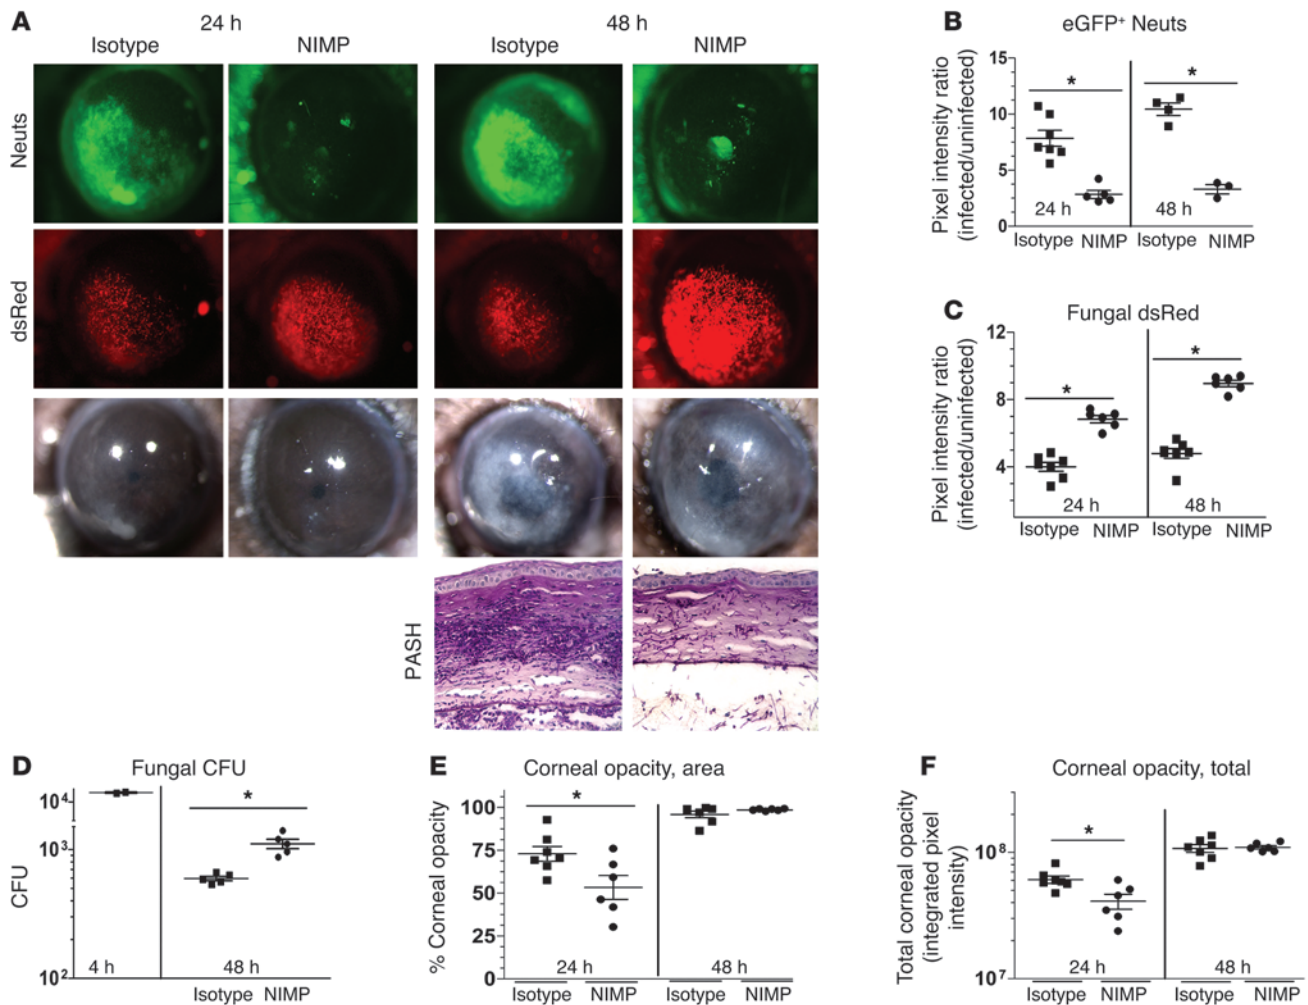 A
24 h
48 h
Isotype
NIMP
Isotype
NIMP
Neuts
dsRed
PASH
B
eGFP⁺ Neuts
Pixel intensity ratio
(infected/uninfected)
15
10
5
0
*
*
24 h
48 h
Isotype
NIMP
Isotype
NIMP
C
Fungal dsRed
Pixel intensity ratio
(infected/uninfected)
12
8
4
*
*
24 h
48 h
Isotype
NIMP
Isotype
NIMP
D
Fungal CFU
CFU
10⁴
10³
10²
*
4 h
48 h
Isotype
NIMP
E
Corneal opacity, area
% Corneal opacity
100
75
50
25
0
*
24 h
48 h
Isotype
NIMP
Isotype
NIMP
F
Corneal opacity, total
Total corneal opacity
(integrated pixel
intensity)
10⁸
10⁷
*
24 h
48 h
Isotype
NIMP
Isotype
NIMP